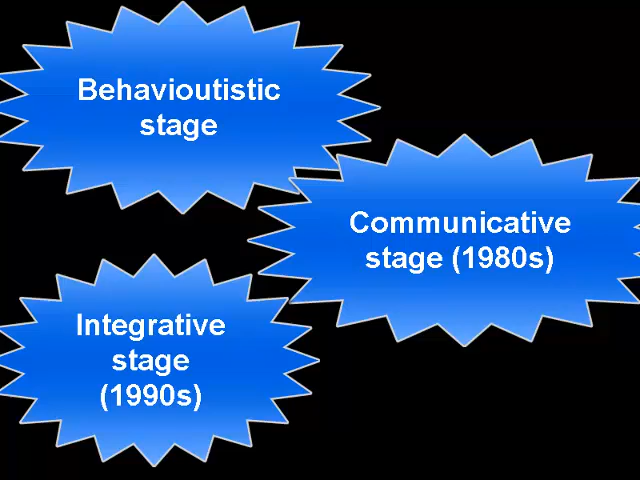 Behavioutistic
stage
Communicative
stage (1980s)
Integrative
stage
(1990s)